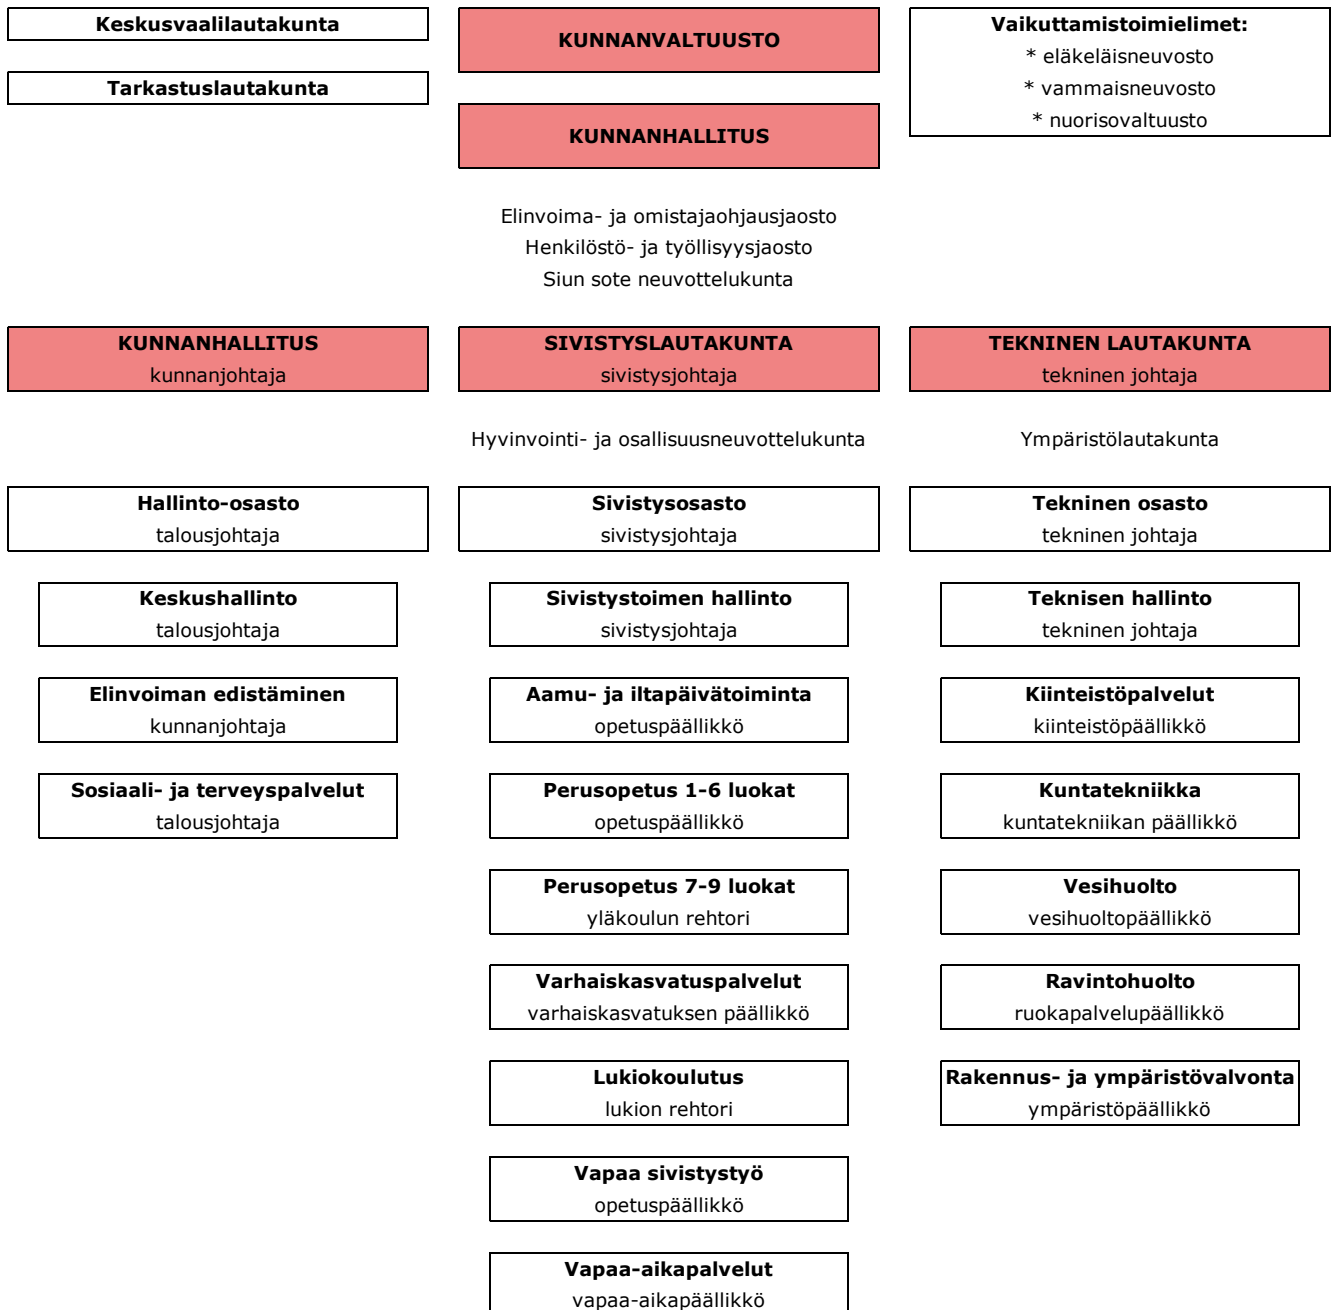 Keskusvaalilautakunta
Tarkastuslautakunta
KUNNANVALTUUSTO
KUNNANHALLITUS
Vaikuttamistoimielimet:
* eläkeläisneuvosto
* vammaisneuvosto
* nuorisovaltuusto
Elinvoima- ja omistajaohjausjaosto
Henkilöstö- ja työllisyysjaosto
Siun sote neuvottelukunta
KUNNANHALLITUS
kunnanjohtaja
SIVISTYSLAUTAKUNTA
sivistysjohtaja
TEKNINEN LAUTAKUNTA
tekninen johtaja
Hyvinvointi- ja osallisuusneuvottelukunta
Ympäristölautakunta
Hallinto-osasto
talousjohtaja
Keskushallinto
talousjohtaja
Elinvoiman edistäminen
kunnanjohtaja
Sosiaali- ja terveyspalvelut
talousjohtaja
Sivistysosasto
sivistysjohtaja
Sivistystoimen hallinto
sivistysjohtaja
Aamu- ja iltapäivätoiminta
opetuspäällikkö
Perusopetus 1-6 luokat
opetuspäällikkö
Perusopetus 7-9 luokat
yläkoulun rehtori
Varhaiskasvatuspalvelut
varhaiskasvatuksen päällikkö
Lukiokoulutus
lukion rehtori
Vapaa sivistystyö
opetuspäällikkö
Vapaa-aikapalvelut
vapaa-aikapäällikkö
Tekninen osasto
tekninen johtaja
Teknisen hallinto
tekninen johtaja
Kiinteistöpalvelut
kiinteistöpäällikkö
Kuntatekniikka
kuntatekniikan päällikkö
Vesihuolto
vesihuoltopäällikkö
Ravintohuolto
ruokapalvelupäällikkö
Rakennus- ja ympäristövalvonta
ympäristöpäällikkö